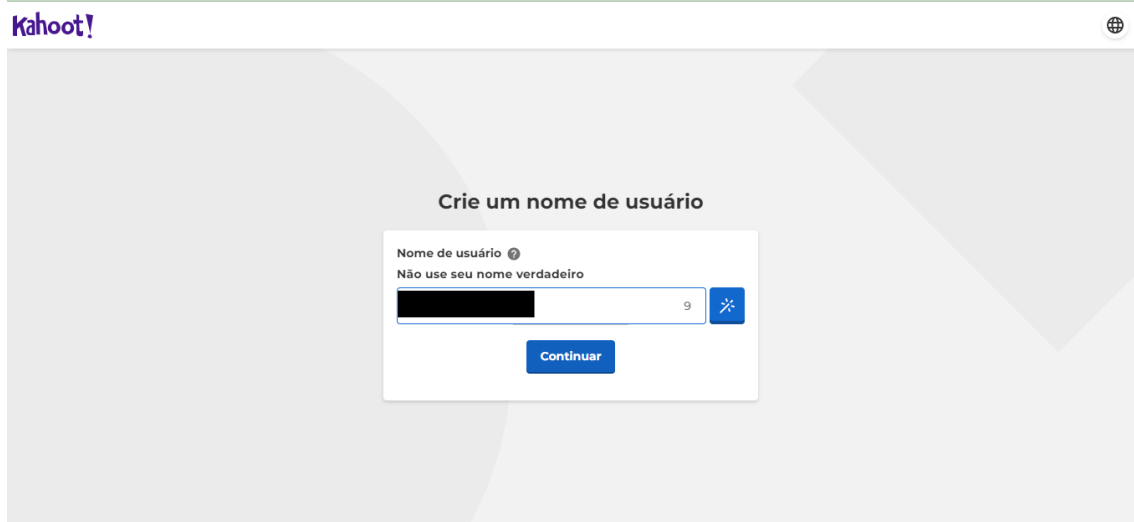 Kahoot!
Crie um nome de usuário
Nome de usuário ?
Não use seu nome verdadeiro
9
Continuar